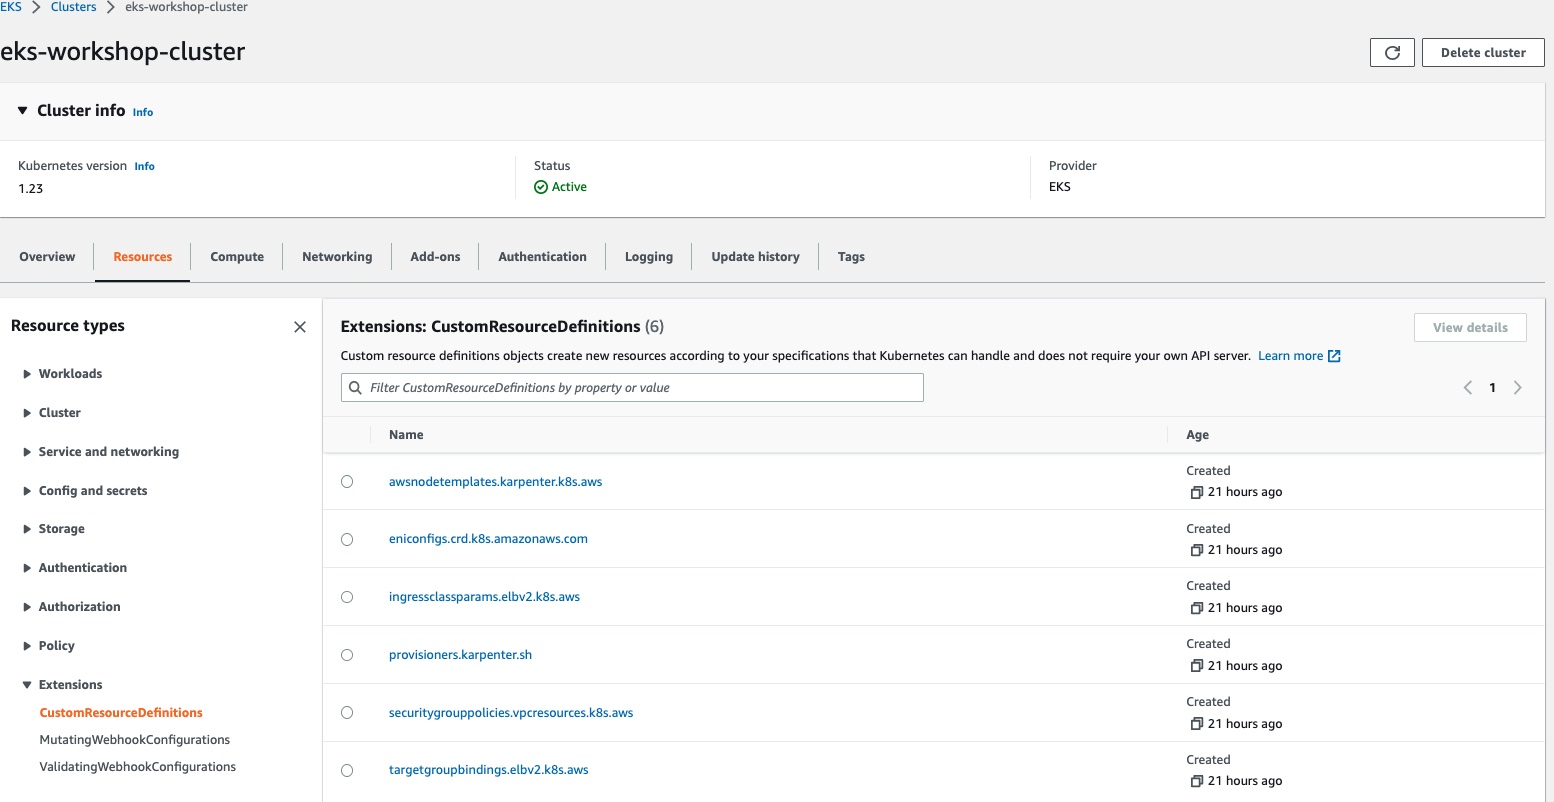 EKS > Clusters > eks-workshop-cluster
eks-workshop-cluster
Delete cluster
Cluster info Info
Kubernetes version Info
1.23
Status
Active
Provider
EKS
Overview
Resources
Compute
Networking
Add-ons
Authentication
Logging
Update history
Tags
Resource types
Workloads
Cluster
Service and networking
Config and secrets
Storage
Authentication
Authorization
Policy
Extensions
CustomResourceDefinitions
MutatingWebhookConfigurations
ValidatingWebhookConfigurations
Extensions: CustomResourceDefinitions (6)
View details
Custom resource definitions objects create new resources according to your specifications that Kubernetes can handle and does not require your own API server. Learn more
Filter CustomResourceDefinitions by property or value
1
Name
Age
awsnodetemplates.karpenter.k8s.aws
Created
21 hours ago
eniconfigs.crd.k8s.amazonaws.com
Created
21 hours ago
ingressclassparams.elbv2.k8s.aws
Created
21 hours ago
provisioners.karpenter.sh
Created
21 hours ago
securitygrouppolicies.vpcresources.k8s.aws
Created
21 hours ago
targetgroupbindings.elbv2.k8s.aws
Created
21 hours ago